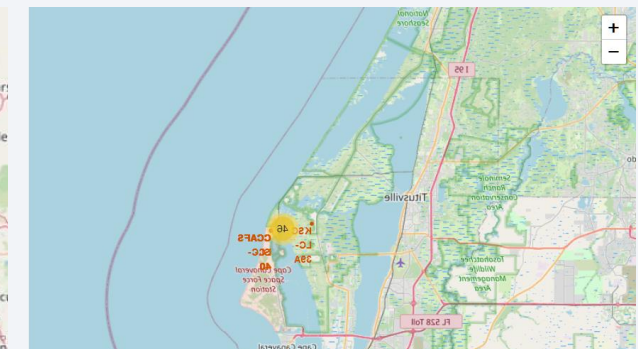 National
Seashore
+
−
I 95
Seminole
Ranch
Conservation
Area
Titusville
46
KSC
LC-
39A
CCAFS
SLC-
40
Tosohatchee
Wildlife
Management
Area
Cape Canaveral
Space Force
Station
FL 528 Toll
Cape Canaveral